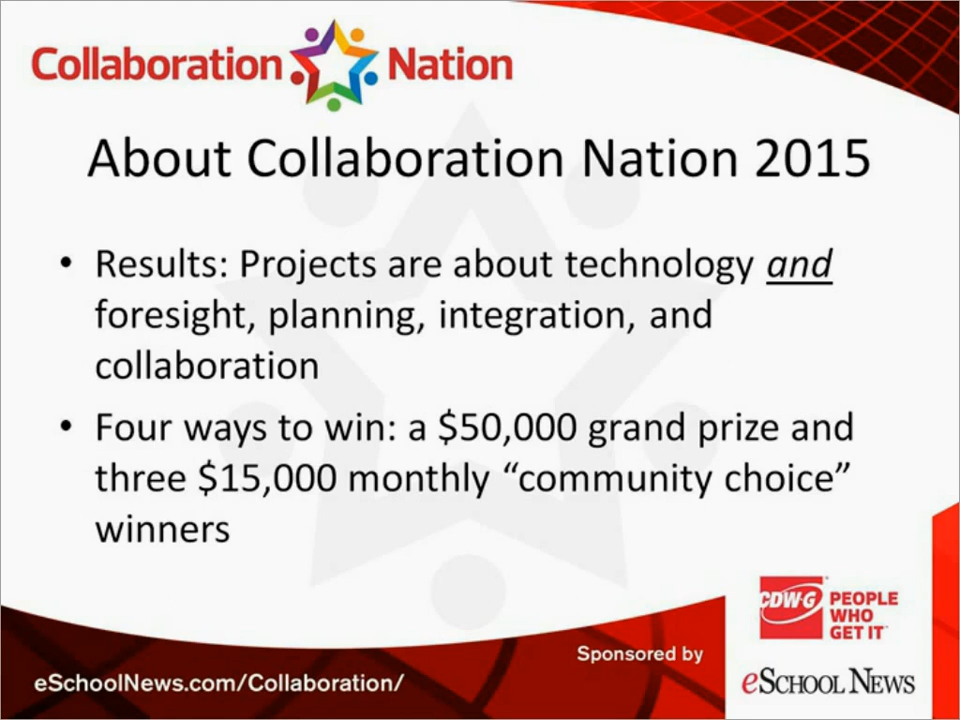 Collaboration Nation
About Collaboration Nation 2015
• Results: Projects are about technology and
foresight, planning, integration, and
collaboration
• Four ways to win: a $50,000 grand prize and
three $15,000 monthly “community choice”
winners
CDW·G PEOPLE
WHO
GET IT
Sponsored by
eSchoolNews.com/Collaboration/
eSCHOOL NEWS